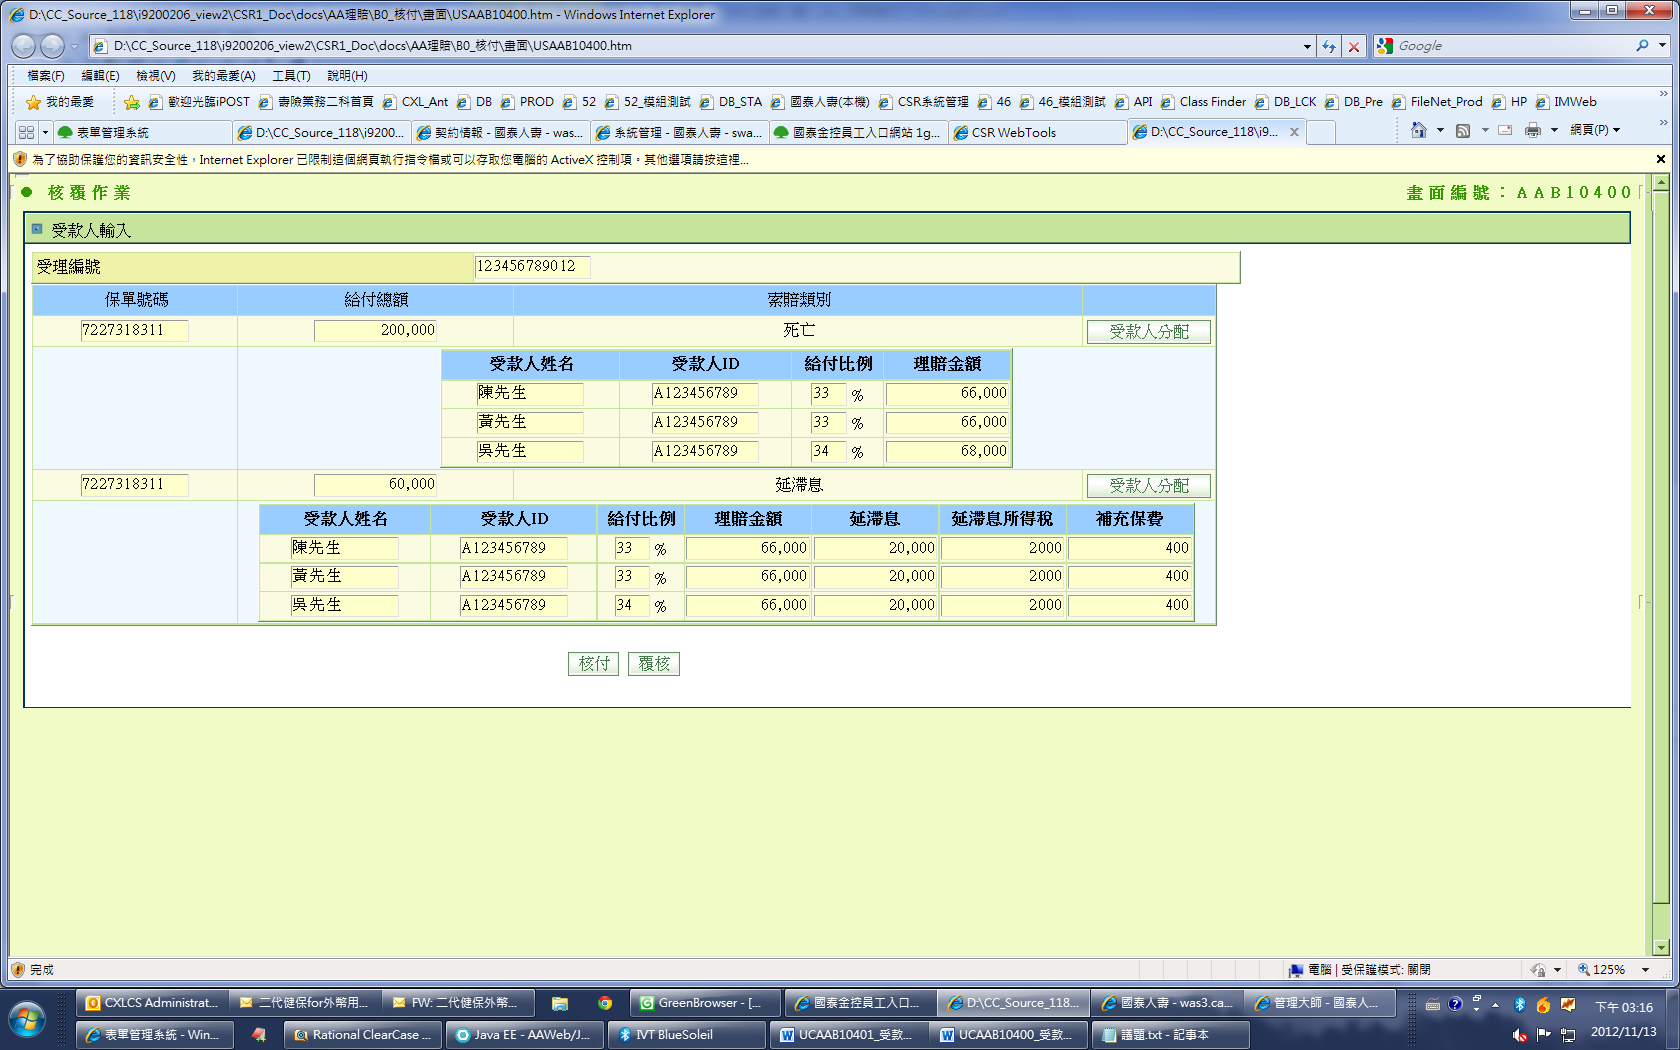 D:\CC_Source_118\i9200206_view2\CSR1_Doc\docs\AA理賠\B0_核付\畫面\USAAB10400.htm - Windows Internet Explorer
D:\CC_Source_118\i9200206_view2\CSR1_Doc\docs\AA理賠\B0_核付\畫面\USAAB10400.htm Google
檔案(F) 編輯(E) 檢視(V) 我的最愛(A) 工具(T) 說明(H)
我的最愛 歡迎光臨iPOST 壽險業務二科首頁 CXL_Ant DB PROD 52 52_模組測試 DB_STA 國泰人壽(本機) CSR系統管理 46 46_模組測試 API Class Finder DB_LCK DB_Pre FileNet_Prod HP IMWeb
表單管理系統 D:\CC_Source_118\i9200... 契約情報 - 國泰人壽 - was... 系統管理 - 國泰人壽 - swa... 國泰金控員工入口網站 1g... CSR WebTools D:\CC_Source_118\i9... 網頁(P)
為了協助保護您的資訊安全性，Internet Explorer 已限制這個網頁執行指令檔或可以存取您電腦的 ActiveX 控制項。其他選項請按這裡...
核覆作業 畫面編號：AAB10400
受款人輸入
受理編號 123456789012
保單號碼 給付總額 索賠類別
7227318311 200,000 死亡 受款人分配
受款人姓名 受款人ID 給付比例 理賠金額
陳先生 A123456789 33 % 66,000
黃先生 A123456789 33 % 66,000
吳先生 A123456789 34 % 68,000
7227318311 60,000 延滯息 受款人分配
受款人姓名 受款人ID 給付比例 理賠金額 延滯息 延滯息所得稅 補充保費
陳先生 A123456789 33 % 66,000 20,000 2000 400
黃先生 A123456789 33 % 66,000 20,000 2000 400
吳先生 A123456789 34 % 66,000 20,000 2000 400
核付 覆核
完成 電腦 | 受保護模式: 關閉 125%
CXLCS Administrat... 二代健保for外幣用... FW: 二代健保外幣... GreenBrowser - [... 國泰金控員工入口... D:\CC_Source_118... 國泰人壽 - was3.ca... 管理大師 - 國泰人... 下午 03:16
表單管理系統 - Win... Rational ClearCase ... Java EE - AAWeb/J... IVT BlueSoleil UCAAB10401_受款... UCAAB10400_受款... 議題.txt - 記事本 2012/11/13